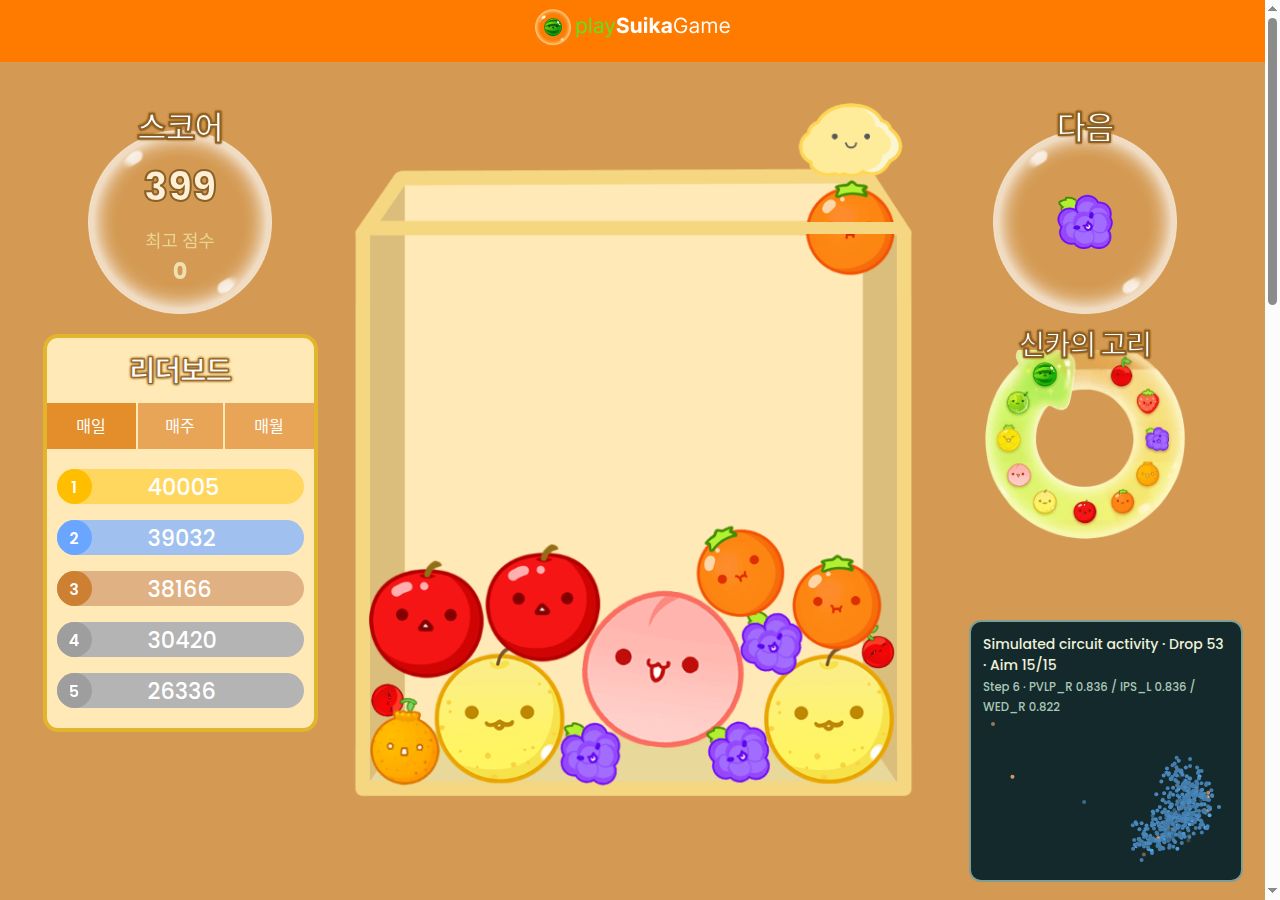 playSuikaGame
스코어
399
최고 점수
0
다음
신카의 고리
리더보드
매일 매주 매월
1 40005
2 39032
3 38166
4 30420
5 26336
Simulated circuit activity · Drop 53
· Aim 15/15
Step 6 · PVLP_R 0.836 / IPS_L 0.836 /
WED_R 0.822